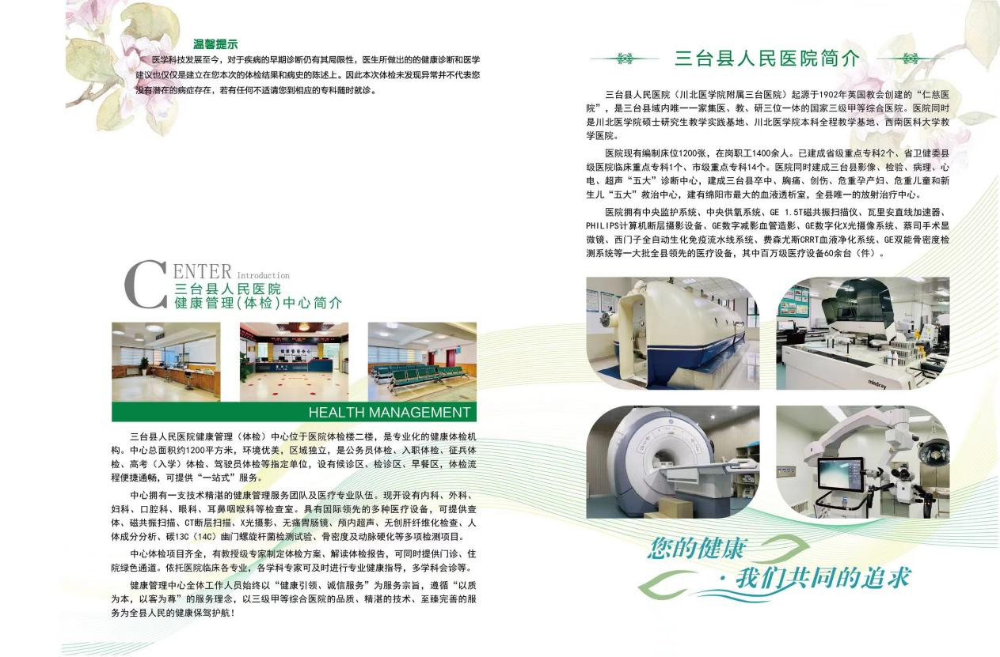 温馨提示
医学科技发展至今，对于疾病的早期诊断仍有其局限性，医生所做出的的健康诊断和医学
建议也仅仅是建立在您本次的体检结果和病史的陈述上。因此本次体检未发现异常并不代表您
没有潜在的病症存在，若有任何不适请您到相应的专科随时就诊。
CENTER Introduction
三台县人民医院
健康管理(体检)中心简介
健康管理中心
HEALTH MANAGEMENT
三台县人民医院健康管理（体检）中心位于医院体检楼二楼，是专业化的健康体检机
构。中心总面积约1200平方米，环境优美，区域独立，是公务员体检、入职体检、征兵体
检、高考（入学）体检、驾驶员体检等指定单位，设有候诊区、检诊区、早餐区，体检流
程便捷通畅，可提供“一站式”服务。
中心拥有一支技术精湛的健康管理服务团队及医疗专业队伍。现开设有内科、外科、
妇科、口腔科、眼科、耳鼻咽喉科等检查室。具有国际领先的多种医疗设备，可提供查
体、磁共振扫描、CT断层扫描、X光摄影、无痛胃肠镜、颅内超声、无创肝纤维化检查、人
体成分分析、碳13C（14C）幽门螺旋杆菌检测试验、骨密度及动脉硬化等多项检测项目。
中心体检项目齐全，有教授级专家制定体检方案、解读体检报告，可同时提供门诊、住
院绿色通道。依托医院临床各专业，各学科专家可及时进行专业健康指导，多学科会诊等。
健康管理中心全体工作人员始终以“健康引领、诚信服务”为服务宗旨，遵循“以质
为本，以客为尊”的服务理念，以三级甲等综合医院的品质、精湛的技术、至臻完善的服
务为全县人民的健康保驾护航！
三台县人民医院简介
三台县人民医院（川北医学院附属三台医院）起源于1902年英国教会创建的“仁慈医
院”，是三台县域内唯一一家集医、教、研三位一体的国家三级甲等综合医院。医院同时
是川北医学院硕士研究生教学实践基地、川北医学院本科全程教学基地、西南医科大学教
学医院。
医院现有编制床位1200张，在岗职工1400余人。已建成省级重点专科2个、省卫健委县
级医院临床重点专科1个、市级重点专科14个。医院同时建成三台县影像、检验、病理、心
电、超声“五大”诊断中心，建成三台县卒中、胸痛、创伤、危重孕产妇、危重儿童和新
生儿“五大”救治中心，建有绵阳市最大的血液透析室，全县唯一的放射治疗中心。
医院拥有中央监护系统、中央供氧系统、GE 1.5T磁共振扫描仪、瓦里安直线加速器、
PHILIPS计算机断层摄影设备、GE数字减影血管造影、GE数字化X光摄像系统、蔡司手术显
微镜、西门子全自动生化免疫流水线系统、费森尤斯CRRT血液净化系统、GE双能骨密度检
测系统等一大批全县领先的医疗设备，其中百万级医疗设备60余台（件）。
mindray
您的健康
·我们共同的追求